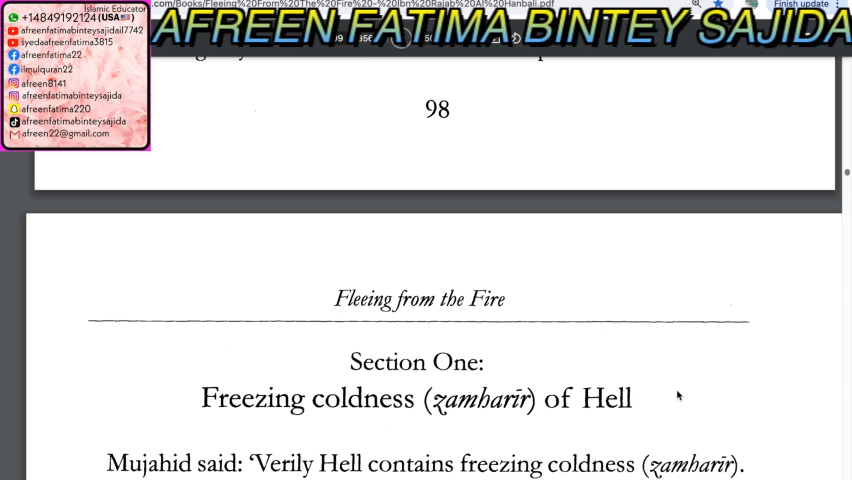 .com/Books/Fleeing%20From%20The%20Fire%20-%20Ibn%20Rajab%20Al%20Hanbali.pdf
Finish update
Islamic Educator
+14849192124 (USA)
afreenfatimabinteysajidail7742
syedaafreenfatima3815
afreenfatima22
ilmulquran22
afreen8141
afreenfatimabinteysajida
afreenfatima220
afreenfatimabinteysajida
afreen22@gmail.com
AFREEN FATIMA BINTEY SAJIDA
98
Fleeing from the Fire
Section One:
Freezing coldness (zamharīr) of Hell
Mujahid said: ‘Verily Hell contains freezing coldness (zamharīr).